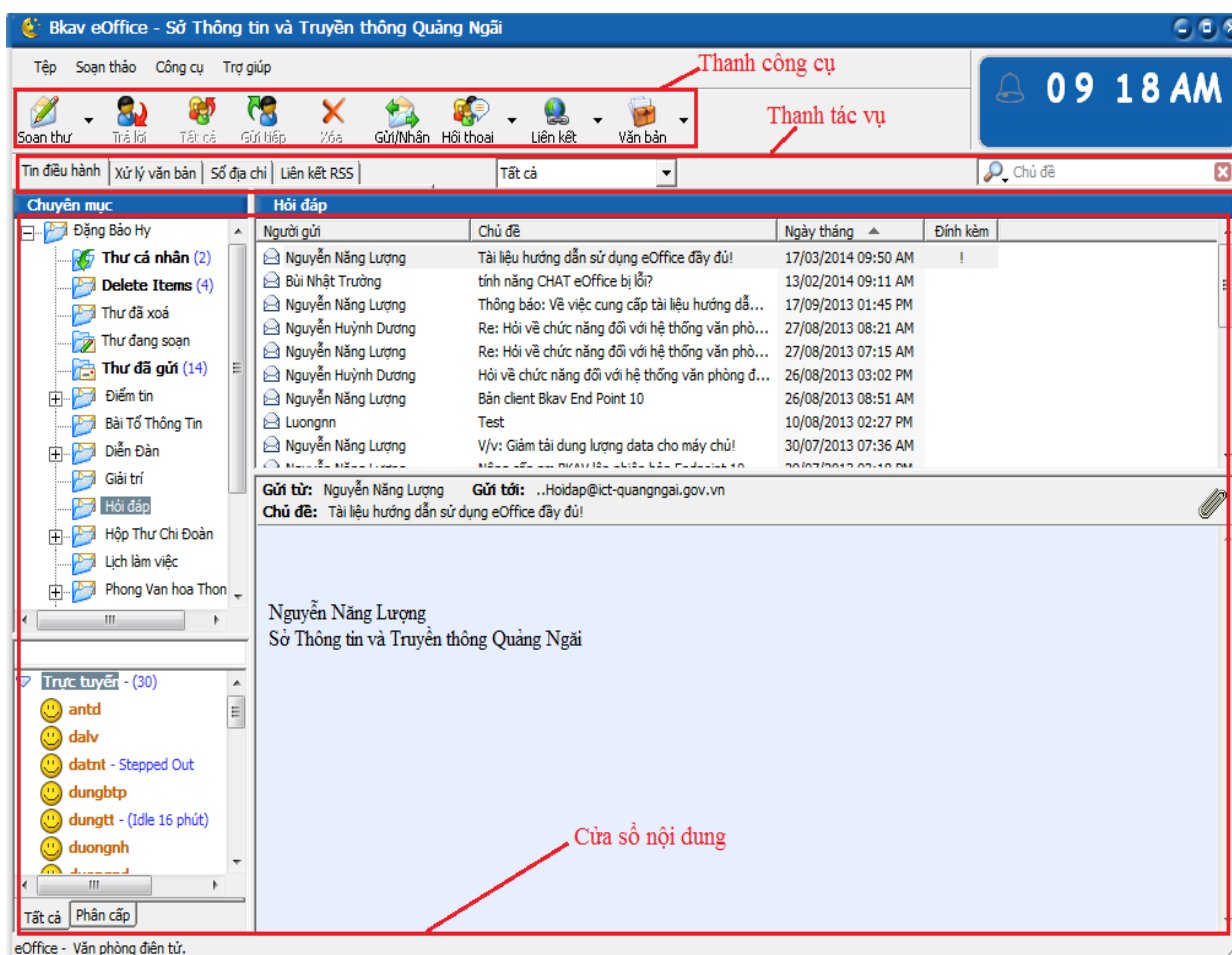 Bkav eOffice - Sở Thông tin và Truyền thông Quảng Ngãi
Tệp Soạn thảo Công cụ Trợ giúp
Thanh công cụ
09 18 AM
Thanh tác vụ
Soạn thư Trả lời Tất cả Gửi tiếp Xóa Gửi/Nhận Hội thoại Liên kết Văn bản
Tin điều hành Xử lý văn bản Sổ địa chỉ Liên kết RSS Tất cả Chủ đề
Chuyên mục
Đặng Bảo Hy
Thư cá nhân (2)
Delete Items (4)
Thư đã xoá
Thư đang soạn
Thư đã gửi (14)
Điểm tin
Bài Tổ Thông Tin
Diễn Đàn
Giải trí
Hỏi đáp
Hộp Thư Chi Đoàn
Lịch làm việc
Phong Van hoa Thon
Trực tuyến - (30)
antd
dalv
datnt - Stepped Out
dungbtp
dungtt - (Idle 16 phút)
duongnh
Tất cả Phân cấp
Hỏi đáp
Người gửi Chủ đề Ngày tháng Đính kèm
Nguyễn Năng Lượng Tài liệu hướng dẫn sử dụng eOffice đầy đủ! 17/03/2014 09:50 AM !
Bùi Nhật Trường tính năng CHAT eOffice bị lỗi? 13/02/2014 09:11 AM
Nguyễn Năng Lượng Thông báo: Về việc cung cấp tài liệu hướng dẫ... 17/09/2013 01:45 PM
Nguyễn Huỳnh Dương Re: Hỏi về chức năng đối với hệ thống văn phò... 27/08/2013 08:21 AM
Nguyễn Năng Lượng Re: Hỏi về chức năng đối với hệ thống văn phò... 27/08/2013 07:15 AM
Nguyễn Huỳnh Dương Hỏi về chức năng đối với hệ thống văn phòng đ... 26/08/2013 03:02 PM
Nguyễn Năng Lượng Bản client Bkav End Point 10 26/08/2013 08:51 AM
Luongnn Test 10/08/2013 02:27 PM
Nguyễn Năng Lượng V/v: Giảm tải dung lượng data cho máy chủ! 30/07/2013 07:36 AM
Gửi từ: Nguyễn Năng Lượng Gửi tới: ..Hoidap@ict-quangngai.gov.vn
Chủ đề: Tài liệu hướng dẫn sử dụng eOffice đầy đủ!
Nguyễn Năng Lượng
Sở Thông tin và Truyền thông Quảng Ngãi
Cửa sổ nội dung
eOffice - Văn phòng điện tử.